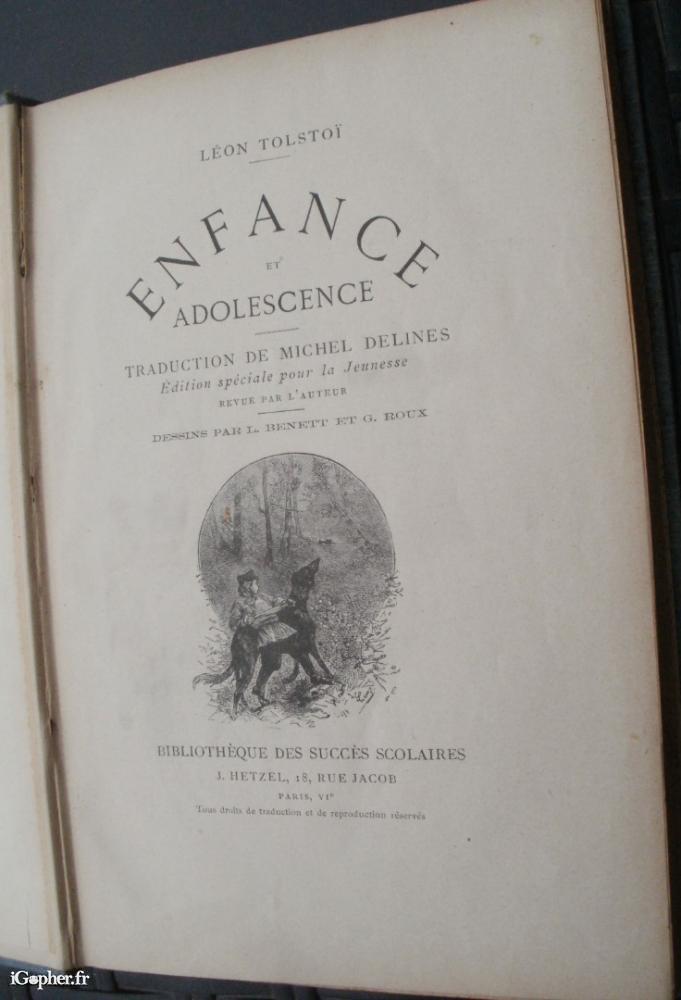 LÉON TOLSTOÏ
ENFANCE
ET
ADOLESCENCE
TRADUCTION DE MICHEL DELINES
Édition spéciale pour la Jeunesse
REVUE PAR L'AUTEUR
DESSINS PAR L. BENETT ET G. ROUX
BIBLIOTHÈQUE DES SUCCÈS SCOLAIRES
J. HETZEL, 18, RUE JACOB
PARIS, VIe
Tous droits de traduction et de reproduction réservés
iGopher.fr